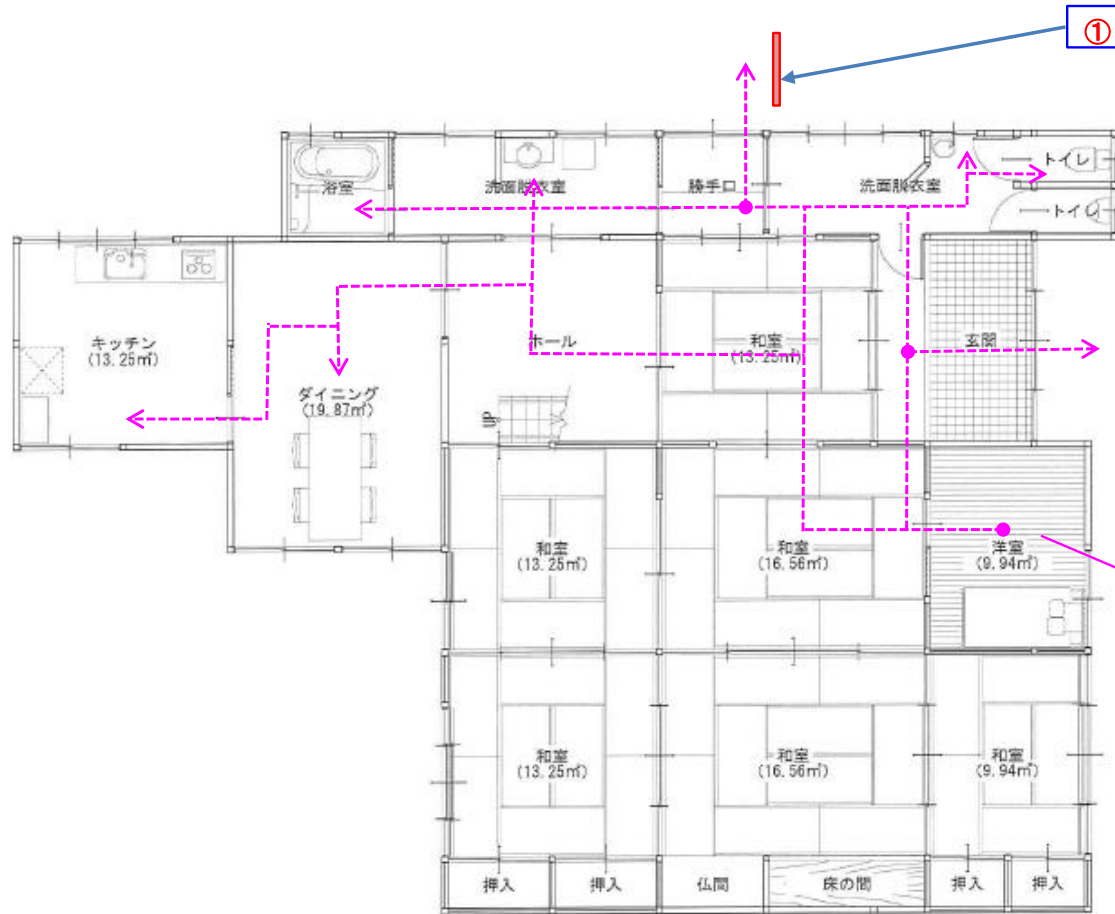 ①
浴室
洗面脱衣室
勝手口
洗面脱衣室
トイレ
トイレ
キッチン
(13.25㎡)
ダイニング
(19.87㎡)
ホール
UP
和室
(13.25㎡)
玄関
和室
(13.25㎡)
和室
(16.56㎡)
洋室
(9.94㎡)
和室
(13.25㎡)
和室
(16.56㎡)
和室
(9.94㎡)
押入
押入
仏間
床の間
押入
押入